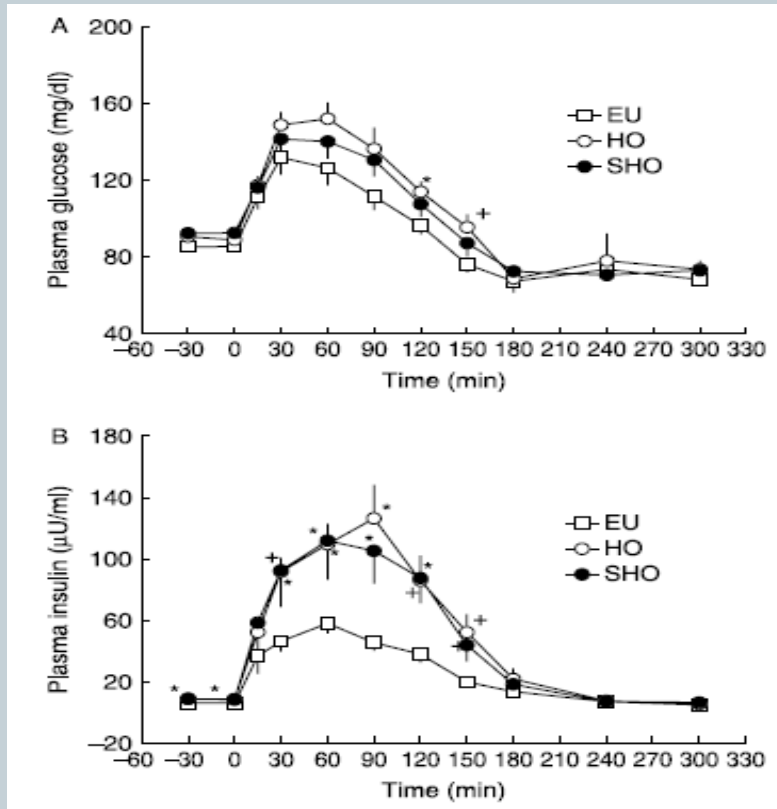 A
200
160
120
80
40
Plasma glucose (mg/dl)
EU
HO
SHO
*
+
–60 –30 0 30 60 90 120 150 180 210 240 270 300 330
Time (min)
B
180
140
100
60
20
–20
Plasma insulin (μU/ml)
EU
HO
SHO
* *
+ * * * * * + * + +
–60 –30 0 30 60 90 120 150 180 210 240 270 300 330
Time (min)